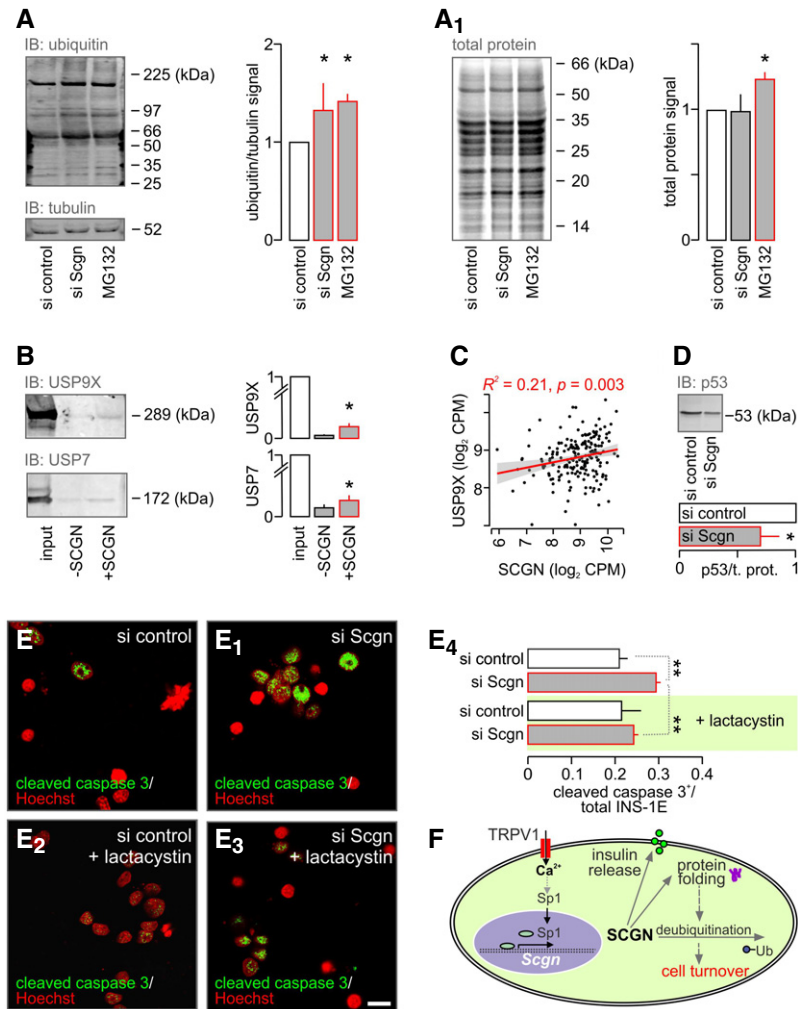 A
IB: ubiquitin
225 (kDa)
97
66
50
35
25
IB: tubulin
52
si control
si Scgn
MG132
2
1
0
ubiquitin/tubulin signal
*
*
si control
si Scgn
MG132
A1
total protein
66 (kDa)
50
35
25
20
14
si control
si Scgn
MG132
1
0
total protein signal
*
si control
si Scgn
MG132
B
IB: USP9X
289 (kDa)
IB: USP7
172 (kDa)
input
-SCGN
+SCGN
1
0
USP9X
*
1
0
USP7
*
input
-SCGN
+SCGN
C
R² = 0.21, p = 0.003
USP9X (log₂ CPM)
9
8
6 7 8 9 10
SCGN (log₂ CPM)
D
IB: p53
53 (kDa)
si control
si Scgn
si control
si Scgn
*
0 1
p53/t. prot.
E
si control
cleaved caspase 3/
Hoechst
E1
si Scgn
cleaved caspase 3/
Hoechst
E2
si control
+ lactacystin
cleaved caspase 3/
Hoechst
E3
si Scgn
+ lactacystin
cleaved caspase 3/
Hoechst
E4
si control
si Scgn
**
si control
si Scgn
**
+ lactacystin
0 0.1 0.2 0.3 0.4
cleaved caspase 3⁺/
total INS-1E
F
TRPV1
Ca²⁺
Sp1
Sp1
Scgn
insulin
release
protein
folding
SCGN
deubiquitination
Ub
cell turnover